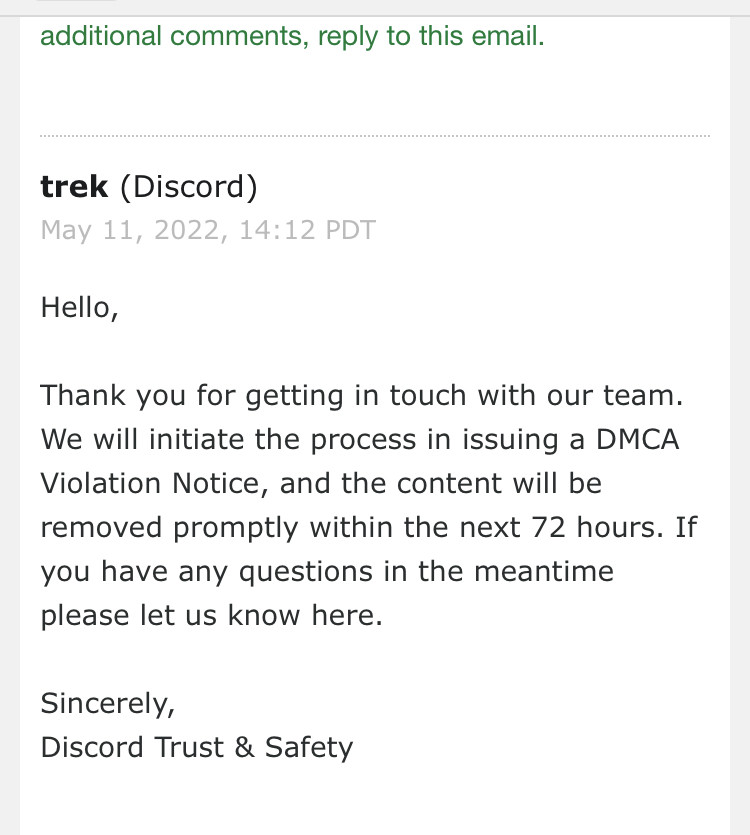 additional comments, reply to this email.
trek (Discord)
May 11, 2022, 14:12 PDT
Hello,
Thank you for getting in touch with our team.
We will initiate the process in issuing a DMCA
Violation Notice, and the content will be
removed promptly within the next 72 hours. If
you have any questions in the meantime
please let us know here.
Sincerely,
Discord Trust & Safety